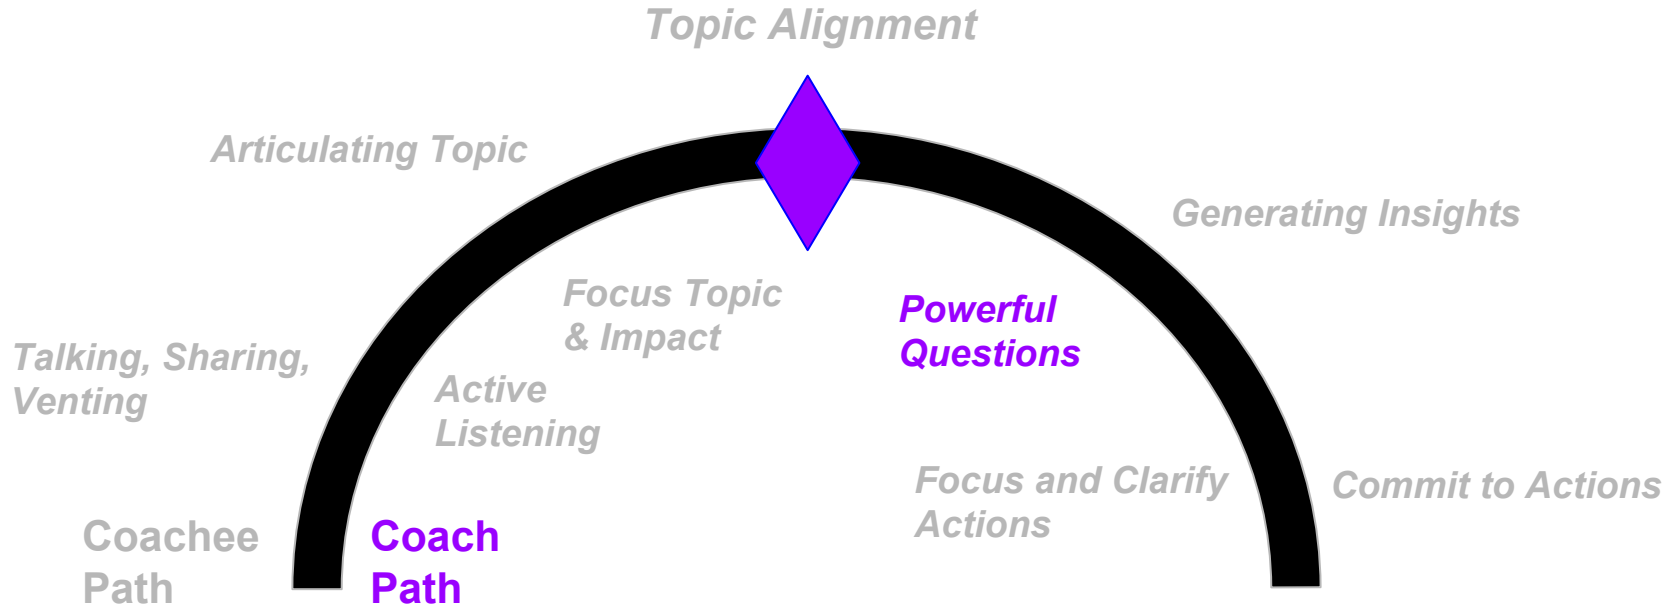 Topic Alignment
Articulating Topic
Generating Insights
Focus Topic
& Impact
Powerful
Questions
Talking, Sharing,
Venting
Active
Listening
Focus and Clarify
Actions
Commit to Actions
Coachee
Path
Coach
Path